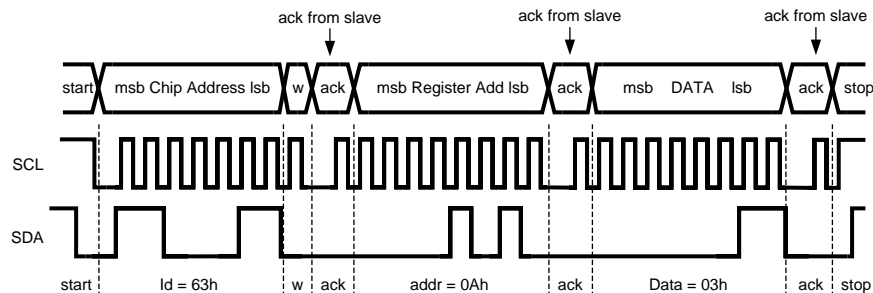 ack from slave ack from slave ack from slave
start msb Chip Address lsb w ack msb Register Add lsb ack msb DATA lsb ack stop
SCL
SDA
start Id = 63h w ack addr = 0Ah ack Data = 03h ack stop